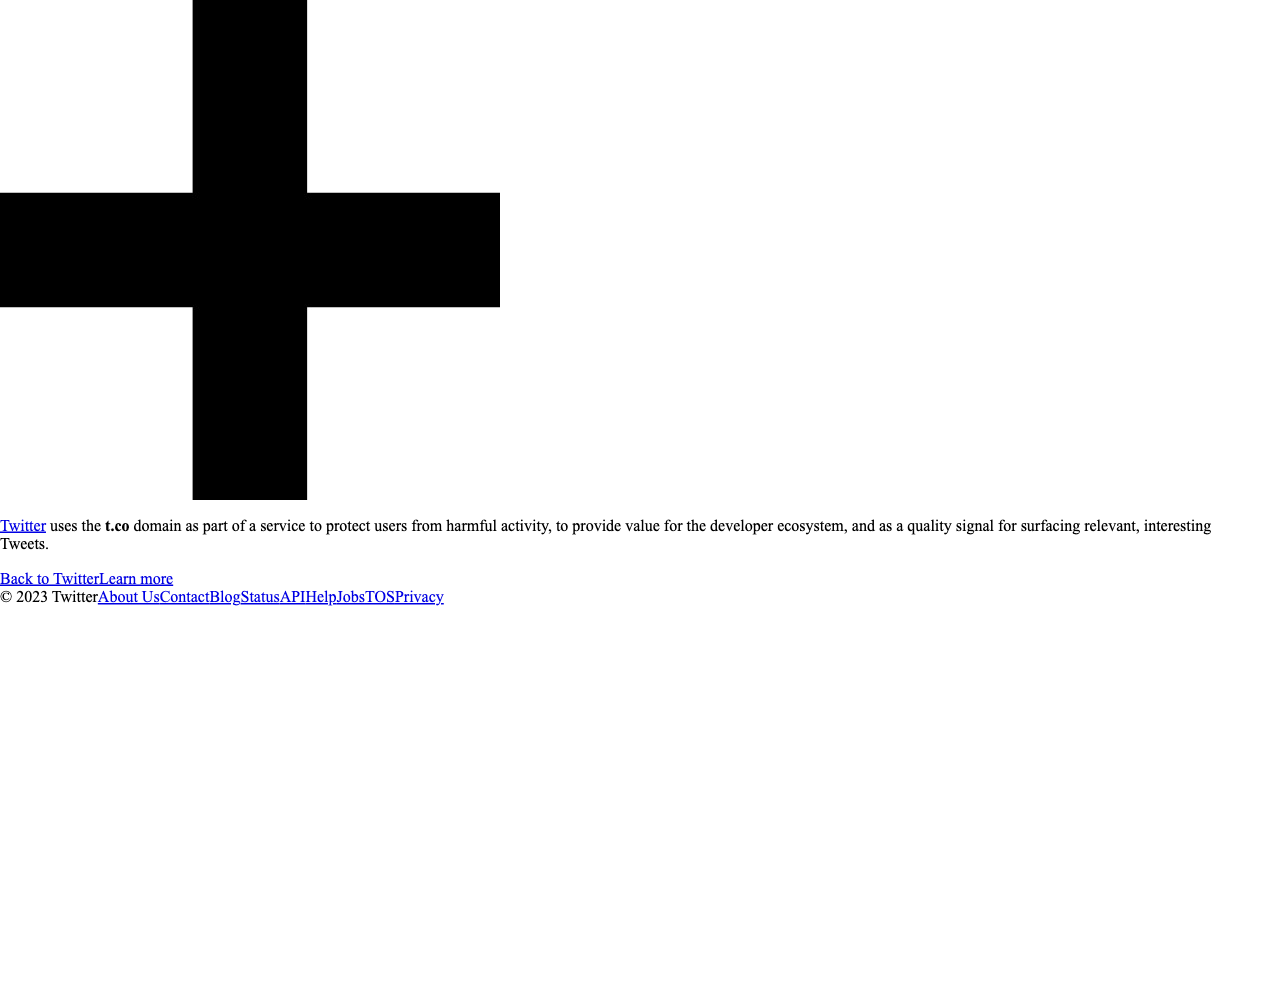 Twitter uses the t.co domain as part of a service to protect users from harmful activity, to provide value for the developer ecosystem, and as a quality signal for surfacing relevant, interesting
Tweets.
Back to TwitterLearn more
© 2023 TwitterAbout UsContactBlogStatusAPIHelpJobsTOSPrivacy